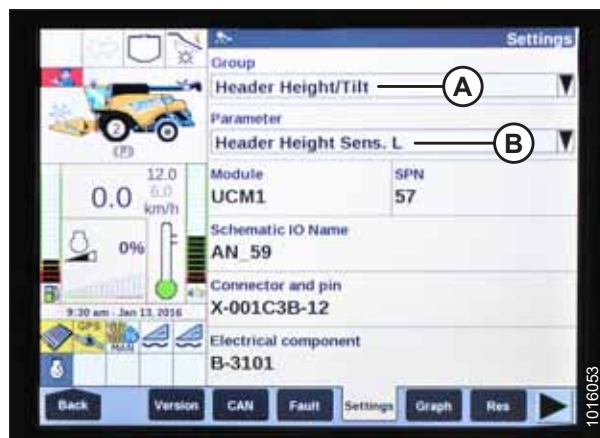 Settings
Group
Header Height/Tilt
A
Parameter
Header Height Sens. L
B
Module
SPN
UCM1
57
Schematic IO Name
AN_59
Connector and pin
X-001C3B-12
Electrical component
B-3101
2
(P)
12.0
6.0
0.0
km/h
0%
9:30 am - Jan 13, 2016
GPS
MAN
Back
Version
CAN
Fault
Settings
Graph
Res
1016053